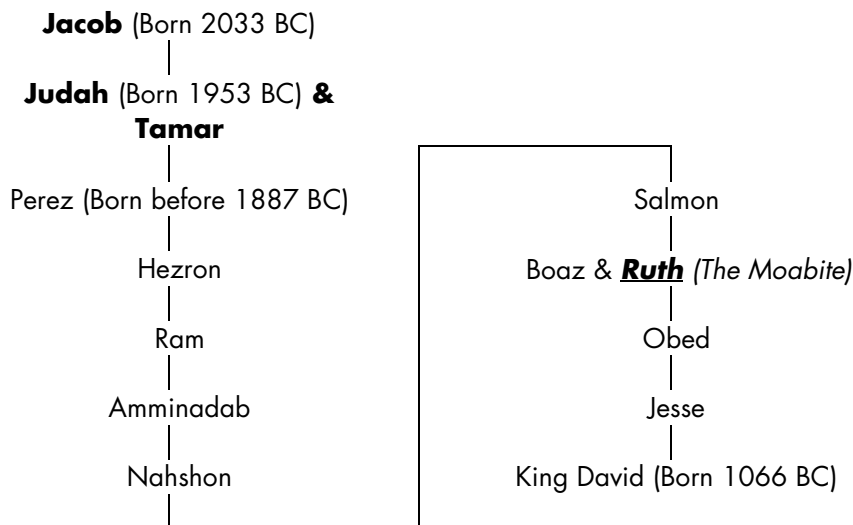 Jacob (Born 2033 BC)
Judah (Born 1953 BC) &
Tamar
Perez (Born before 1887 BC)
Hezron
Ram
Amminadab
Nahshon
Salmon
Boaz & Ruth (The Moabite)
Obed
Jesse
King David (Born 1066 BC)